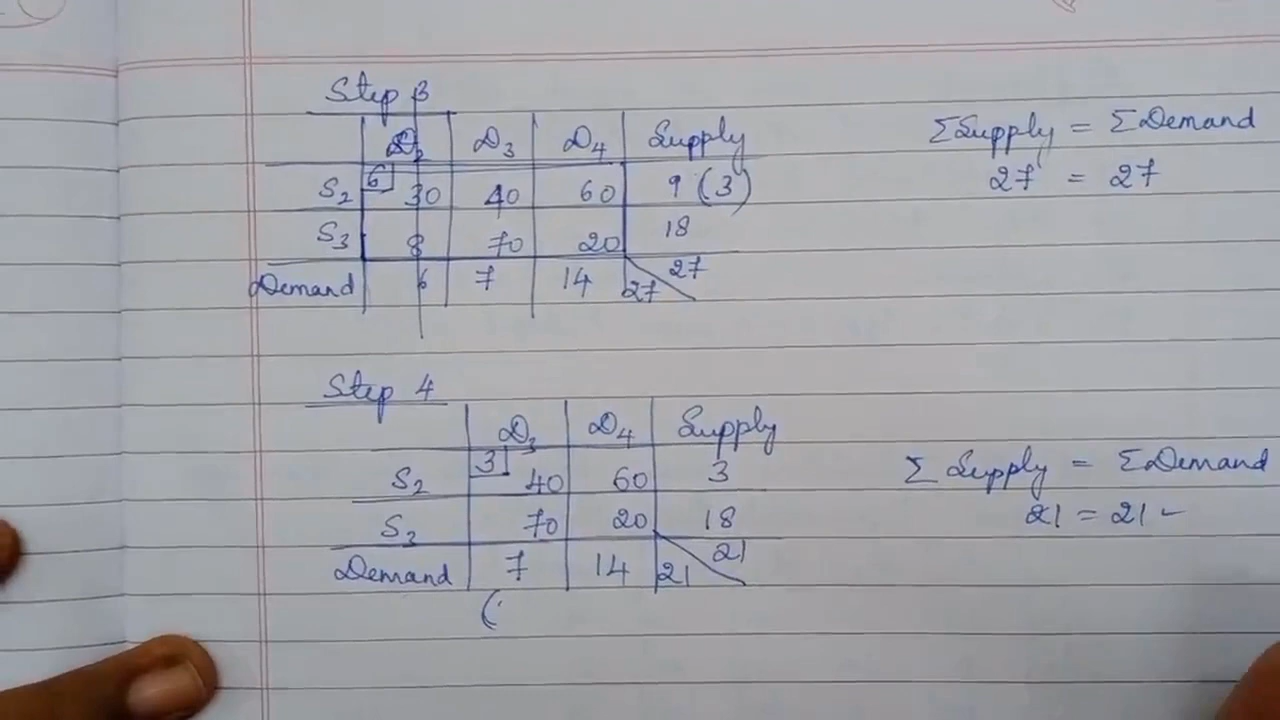 Step 3
D2 D3 D4 Supply
S2 6 30 40 60 9 (3)
S3 8 70 20 18
Demand 6 7 14 27 27
ΣSupply = ΣDemand
27 = 27
Step 4
D3 D4 Supply
S2 3 40 60 3
S3 70 20 18
Demand 7 14 21 21
(
Σ Supply = ΣDemand
21 = 21